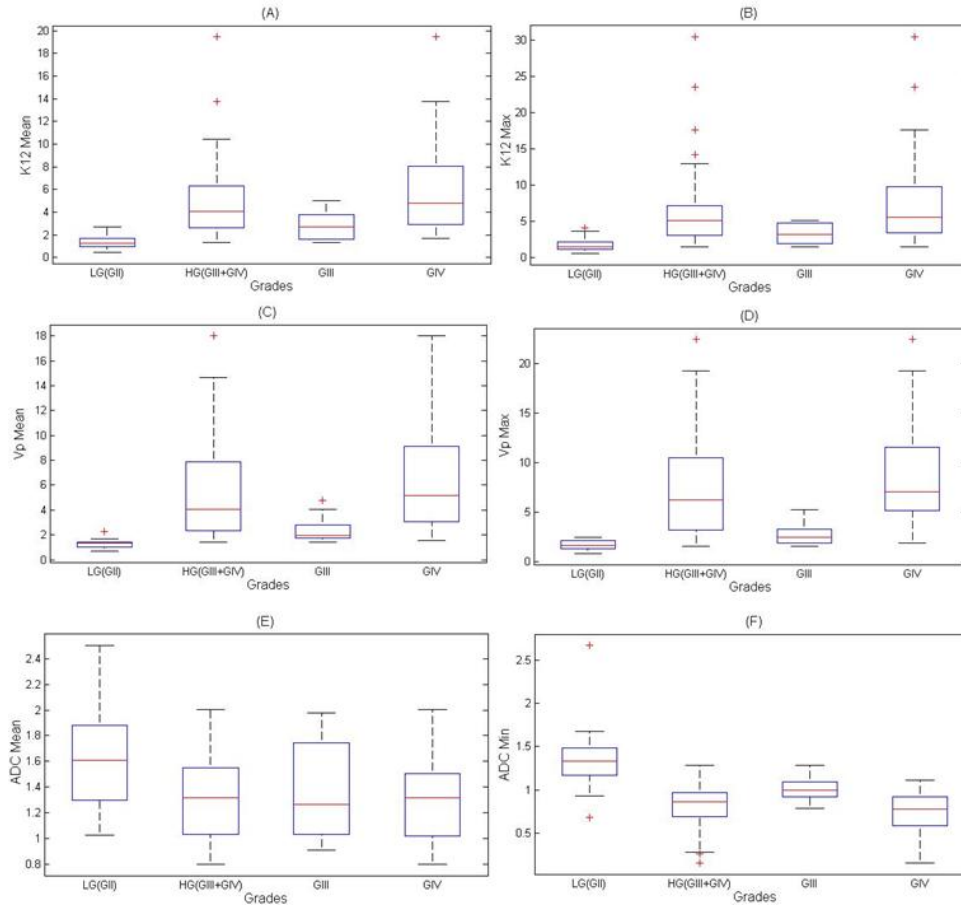 (A)
K12 Mean
20
18
16
14
12
10
8
6
4
2
0
LG(GII) HG(GIII+GIV) GIII GIV
Grades
(B)
K12 Max
30
25
20
15
10
5
0
LG(GII) HG(GIII+GIV) GIII GIV
Grades
(C)
Vp Mean
18
16
14
12
10
8
6
4
2
0
LG(GII) HG(GIII+GIV) GIII GIV
Grades
(D)
Vp Max
20
15
10
5
0
LG(GII) HG(GIII+GIV) GIII GIV
Grades
(E)
ADC Mean
2.4
2.2
2
1.8
1.6
1.4
1.2
1
0.8
LG(GII) HG(GIII+GIV) GIII GIV
Grades
(F)
ADC Min
2.5
2
1.5
1
0.5
LG(GII) HG(GIII+GIV) GIII GIV
Grades